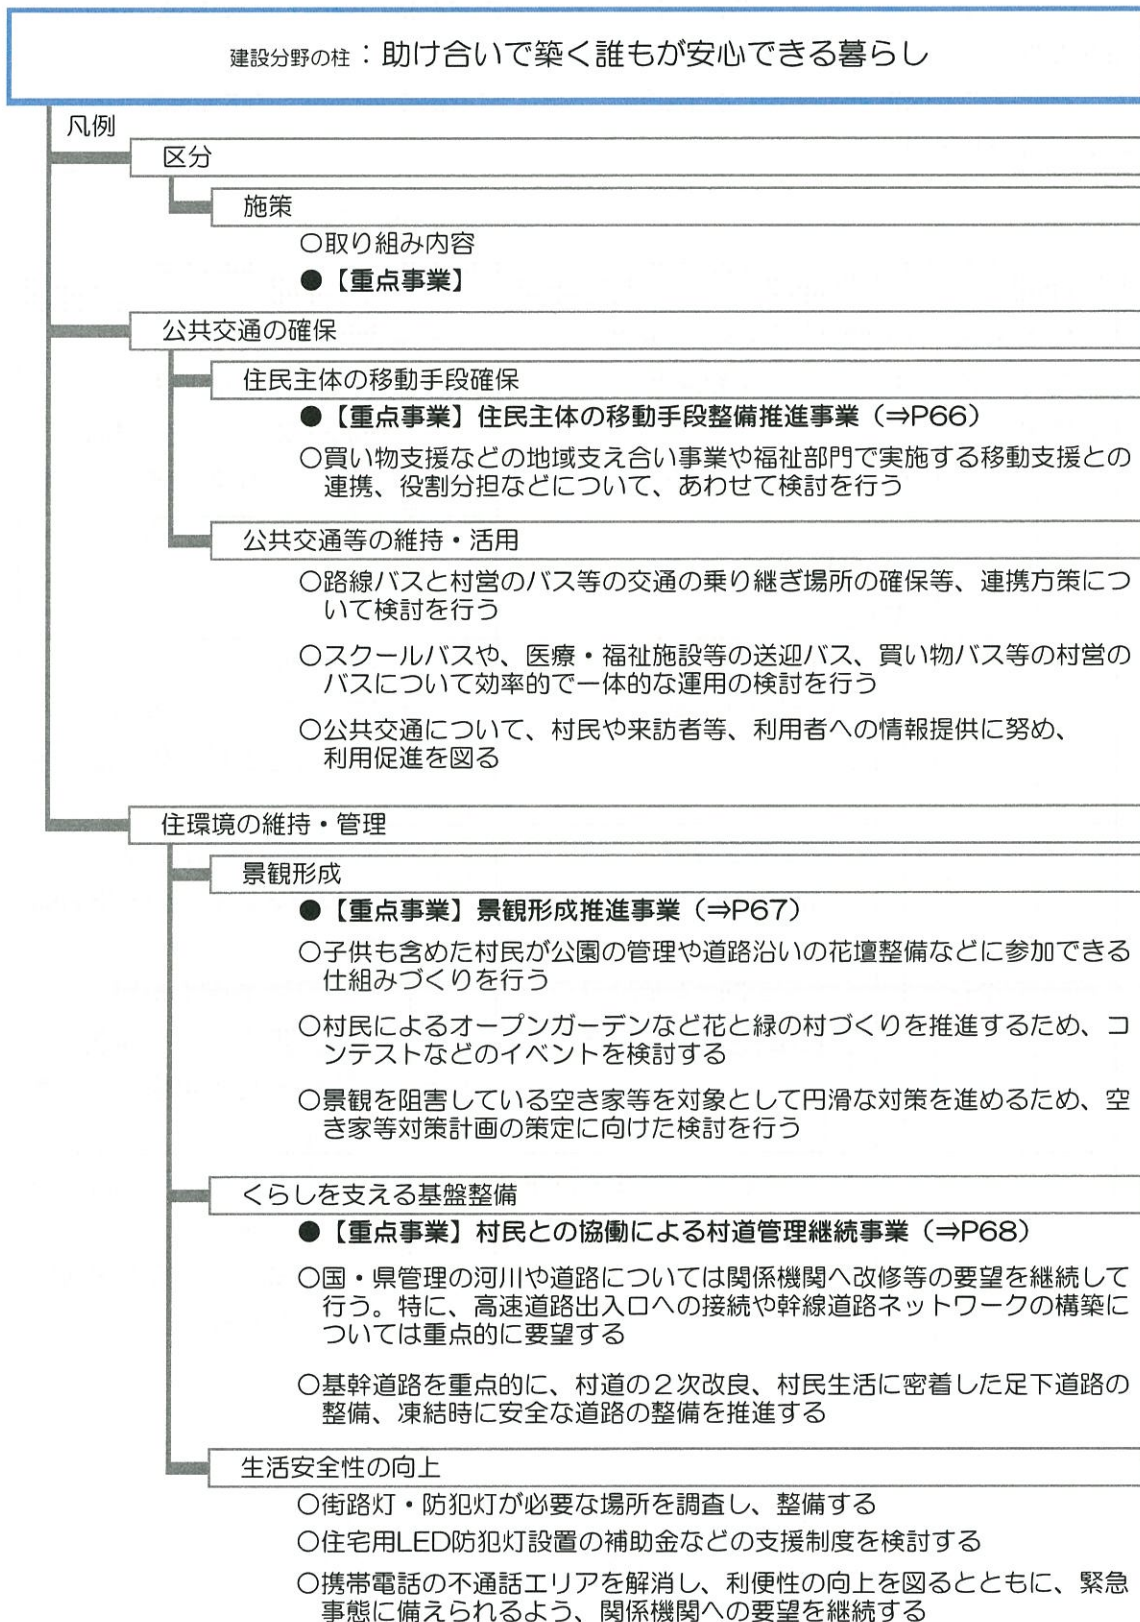 建設分野の柱：助け合いで築く誰もが安心できる暮らし
凡例
区分
施策
○取り組み内容
●【重点事業】
公共交通の確保
住民主体の移動手段確保
●【重点事業】住民主体の移動手段整備推進事業（⇒P66）
○買い物支援などの地域支え合い事業や福祉部門で実施する移動支援との
連携、役割分担などについて、あわせて検討を行う
公共交通等の維持・活用
○路線バスと村営のバス等の交通の乗り継ぎ場所の確保等、連携方策につ
いて検討を行う
○スクールバスや、医療・福祉施設等の送迎バス、買い物バス等の村営の
バスについて効率的で一体的な運用の検討を行う
○公共交通について、村民や来訪者等、利用者への情報提供に努め、
利用促進を図る
住環境の維持・管理
景観形成
●【重点事業】景観形成推進事業（⇒P67）
○子供も含めた村民が公園の管理や道路沿いの花壇整備などに参加できる
仕組みづくりを行う
○村民によるオープンガーデンなど花と緑の村づくりを推進するため、コ
ンテストなどのイベントを検討する
○景観を阻害している空き家等を対象として円滑な対策を進めるため、空
き家等対策計画の策定に向けた検討を行う
くらしを支える基盤整備
●【重点事業】村民との協働による村道管理継続事業（⇒P68）
○国・県管理の河川や道路については関係機関へ改修等の要望を継続して
行う。特に、高速道路出入口への接続や幹線道路ネットワークの構築に
ついては重点的に要望する
○基幹道路を重点的に、村道の２次改良、村民生活に密着した足下道路の
整備、凍結時に安全な道路の整備を推進する
生活安全性の向上
○街路灯・防犯灯が必要な場所を調査し、整備する
○住宅用LED防犯灯設置の補助金などの支援制度を検討する
○携帯電話の不通話エリアを解消し、利便性の向上を図るとともに、緊急
事態に備えられるよう、関係機関への要望を継続する